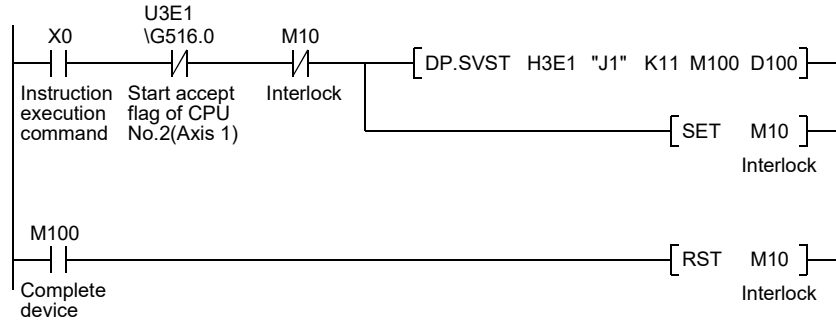 U3E1
X0 \G516.0 M10
DP.SVST H3E1 "J1" K11 M100 D100
Instruction execution command
Start accept flag of CPU No.2(Axis 1)
Interlock
SET M10
Interlock
M100
RST M10
Complete device
Interlock